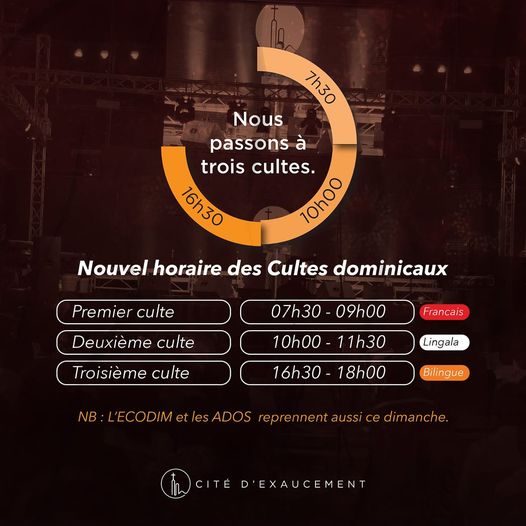 7h30
Nous
passons à
trois cultes.
10h00
16h30
Nouvel horaire des Cultes dominicaux
Premier culte 07h30 - 09h00 Francais
Deuxième culte 10h00 - 11h30 Lingala
Troisième culte 16h30 - 18h00 Bilingue
NB : L'ECODIM et les ADOS reprennent aussi ce dimanche.
CITÉ D'EXAUCEMENT